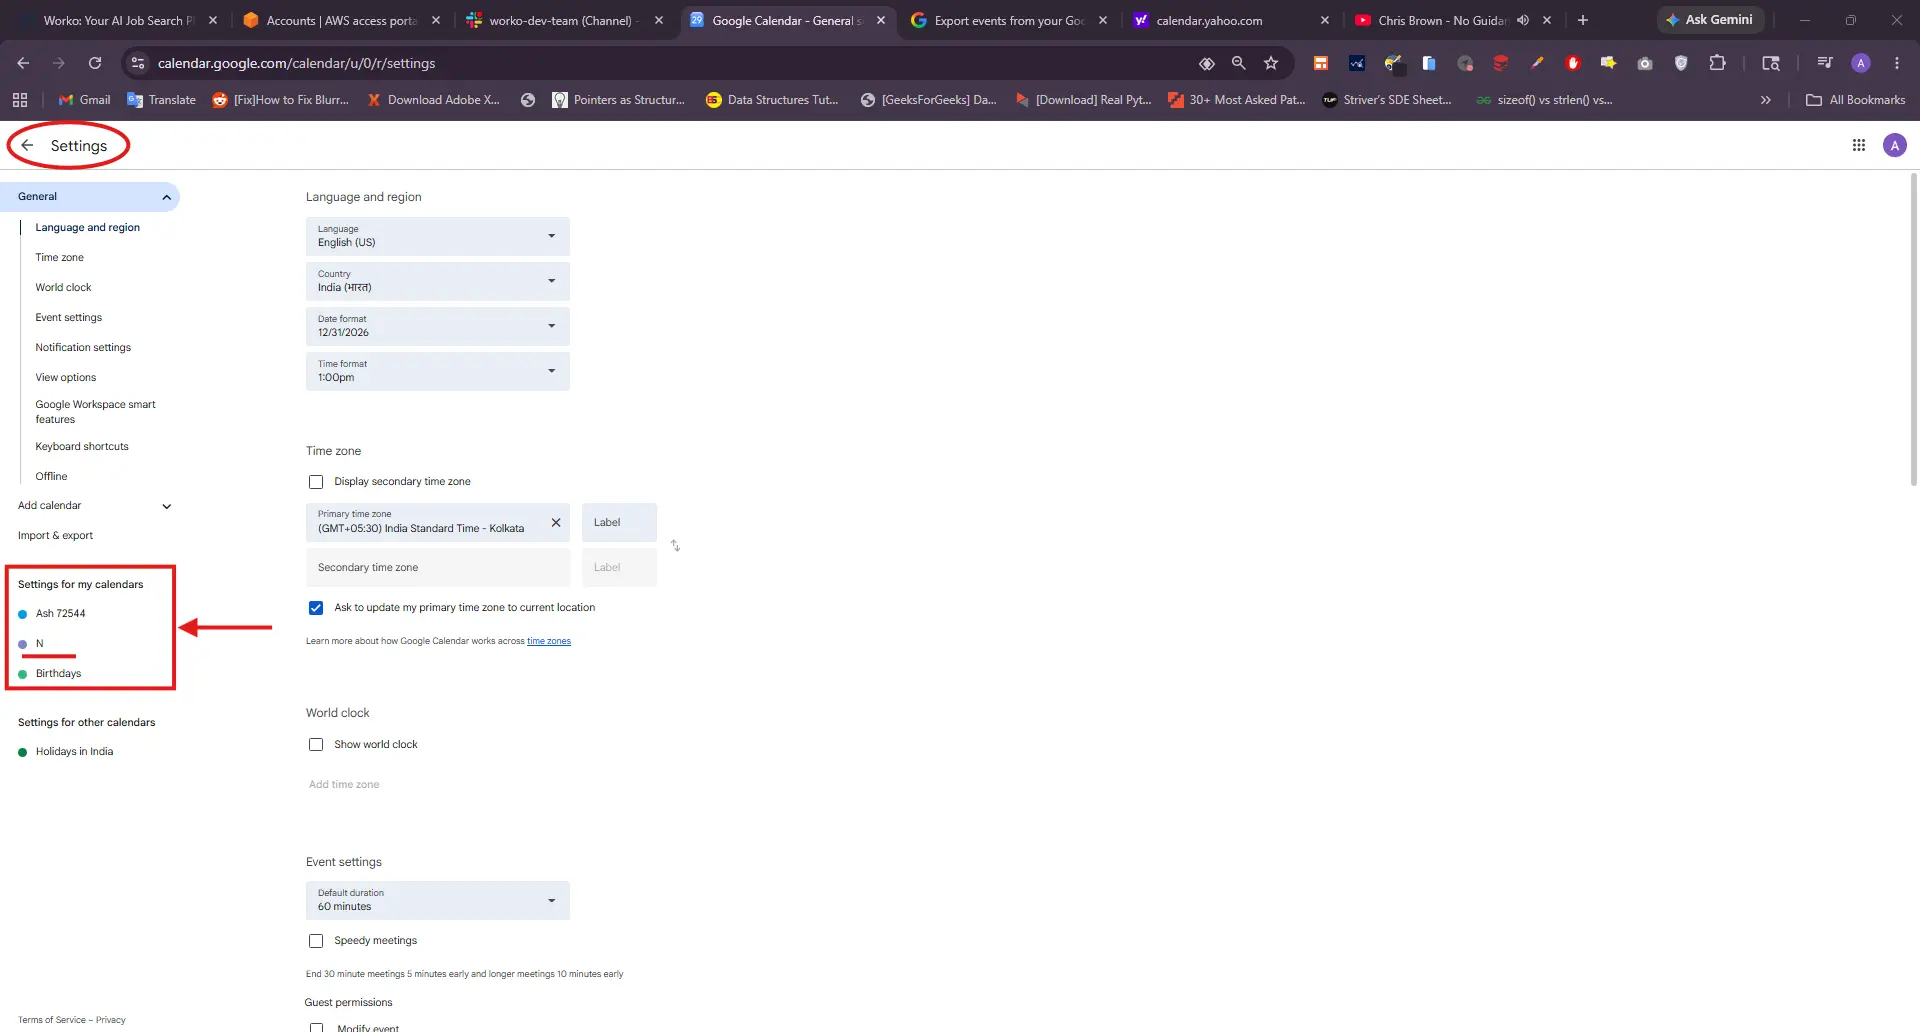 Worko: Your AI Job Search Pl
Accounts | AWS access porta
worko-dev-team (Channel) -
29
Google Calendar - General s
Export events from your Goo
calendar.yahoo.com
Chris Brown - No Guidan
Ask Gemini
calendar.google.com/calendar/u/0/r/settings
A
Gmail
Translate
[Fix]How to Fix Blurr...
Download Adobe X...
Pointers as Structur...
Data Structures Tut...
[GeeksForGeeks] Da...
[Download] Real Pyt...
30+ Most Asked Pat...
Striver's SDE Sheet...
sizeof() vs strlen() vs...
All Bookmarks
Settings
A
General
Language and region
Time zone
World clock
Event settings
Notification settings
View options
Google Workspace smart
features
Keyboard shortcuts
Offline
Add calendar
Import & export
Settings for my calendars
Ash 72544
N
Birthdays
Settings for other calendars
Holidays in India
Terms of Service – Privacy
Language and region
Language
English (US)
Country
India (भारत)
Date format
12/31/2026
Time format
1:00pm
Time zone
Display secondary time zone
Primary time zone
(GMT+05:30) India Standard Time - Kolkata
Label
Secondary time zone
Label
Ask to update my primary time zone to current location
Learn more about how Google Calendar works across time zones
World clock
Show world clock
Add time zone
Event settings
Default duration
60 minutes
Speedy meetings
End 30 minute meetings 5 minutes early and longer meetings 10 minutes early
Guest permissions
Modify event